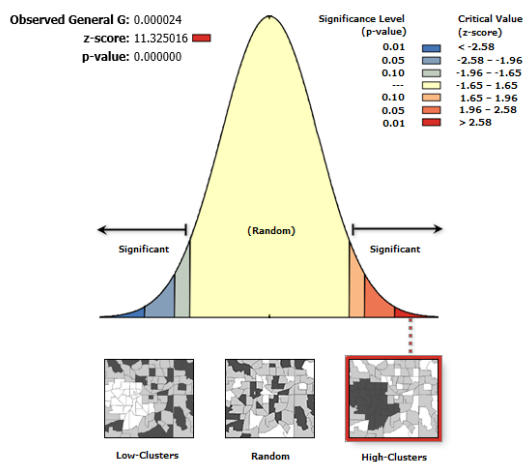 Observed General G: 0.000024
z-score: 11.325016
p-value: 0.000000
Significance Level (p-value)
Critical Value (z-score)
0.01 < -2.58
0.05 -2.58 – -1.96
0.10 -1.96 – -1.65
--- -1.65 – 1.65
0.10 1.65 – 1.96
0.05 1.96 – 2.58
0.01 > 2.58
Significant
(Random)
Significant
Low-Clusters
Random
High-Clusters